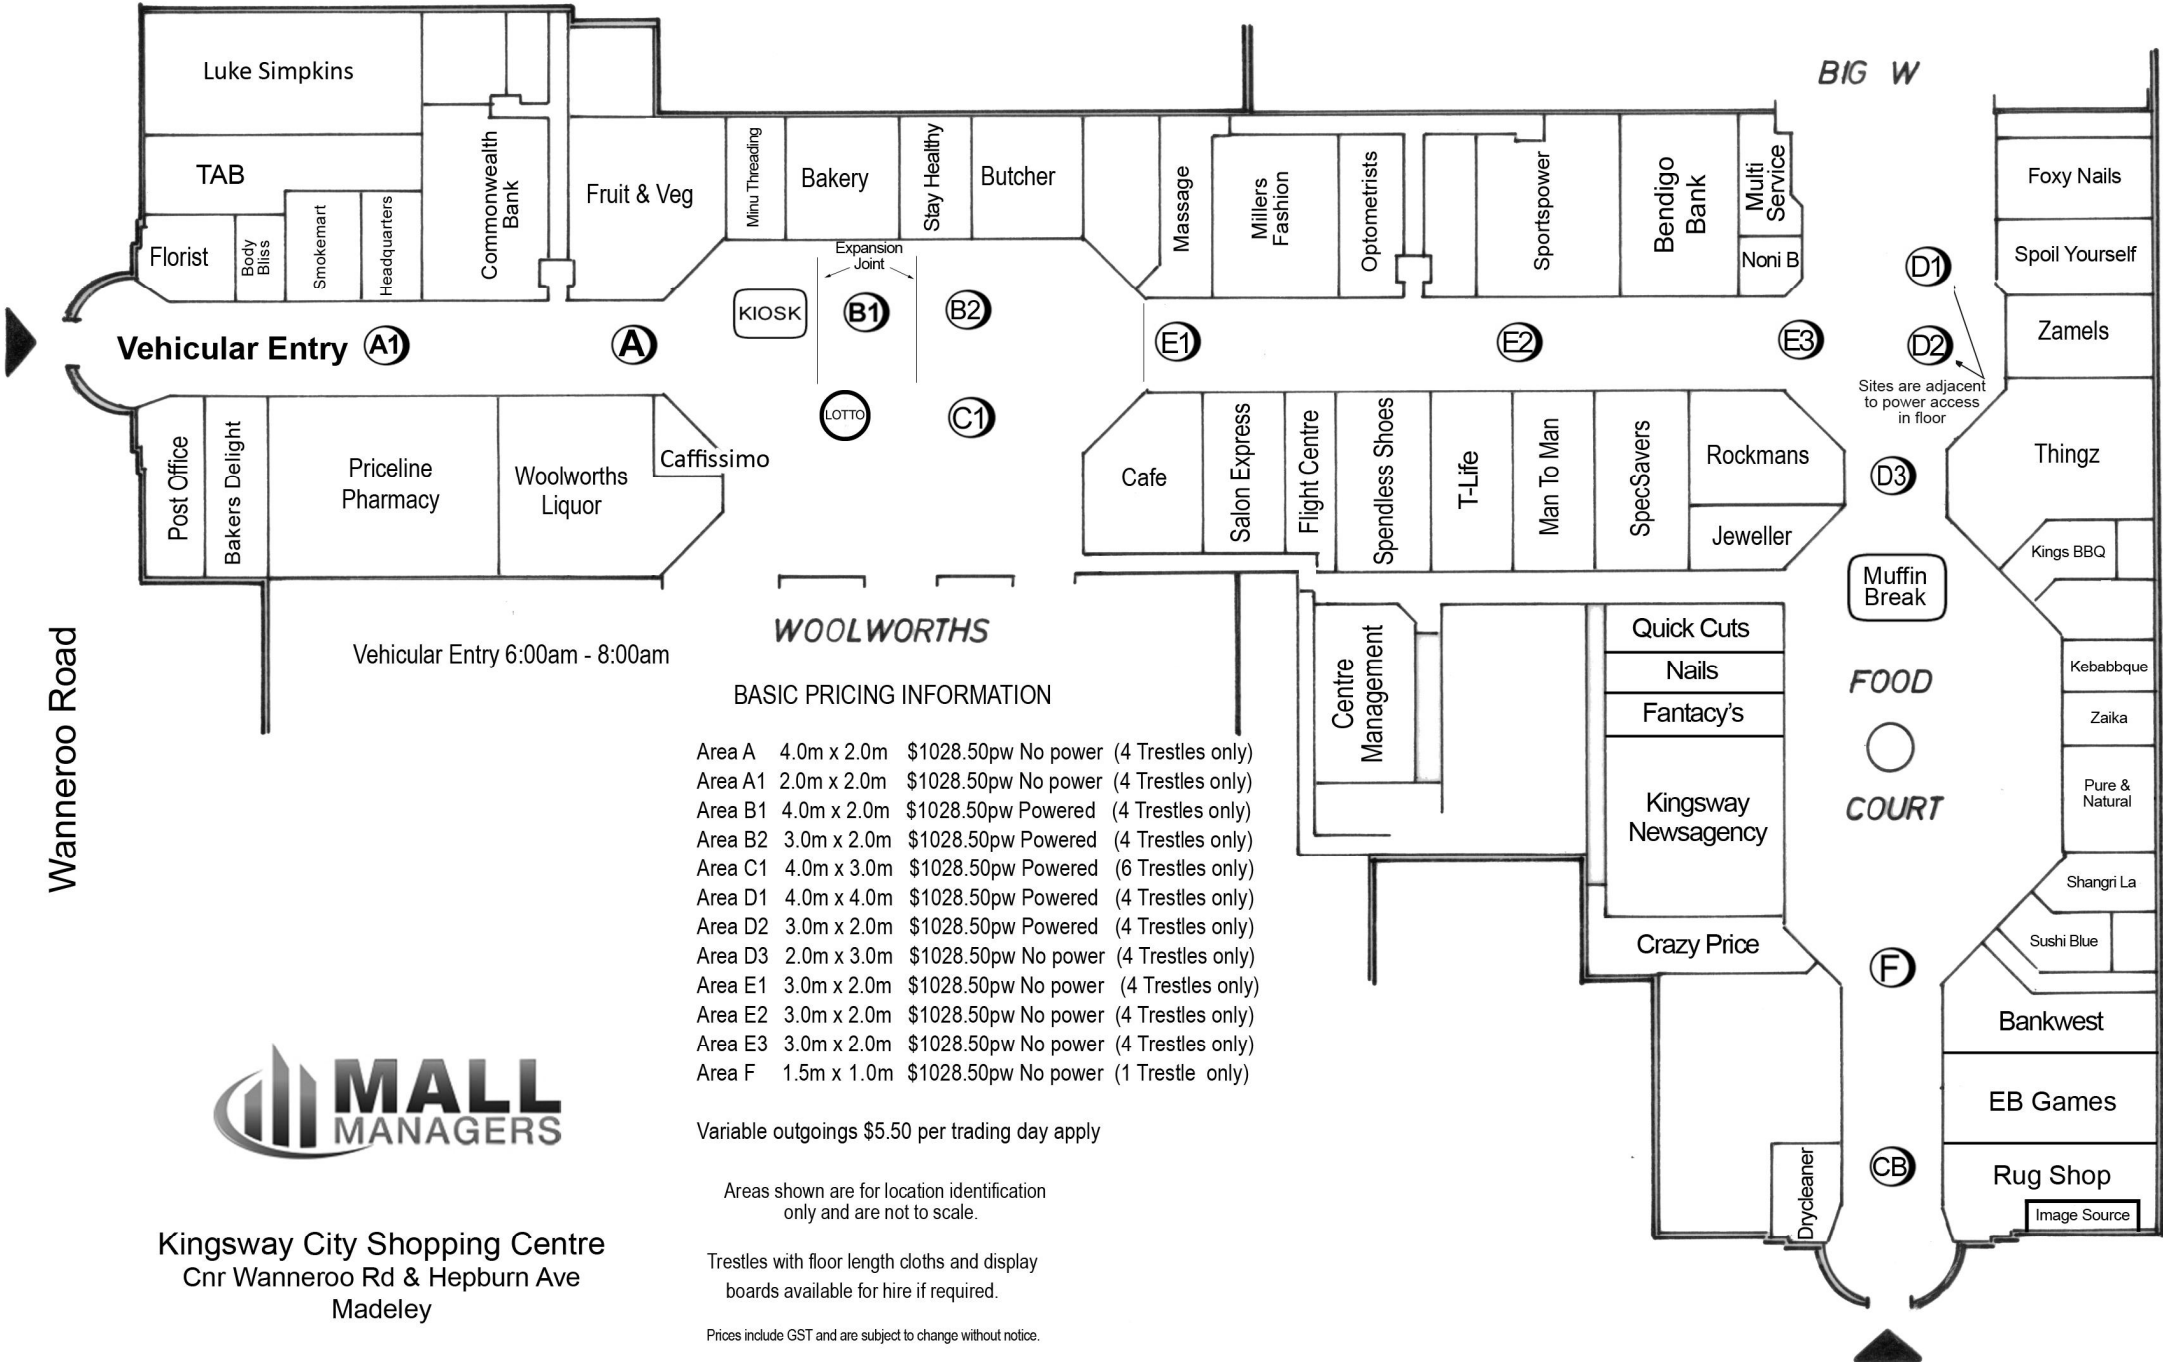 BIG W
Luke Simpkins
TAB
Florist
Body
Bliss
Smokemart
Headquarters
Commonwealth
Bank
Fruit & Veg
Minu Threading
Bakery
Stay Healthy
Butcher
Massage
Millers
Fashion
Optometrists
Sportspower
Bendigo
Bank
Multi
Service
Noni B
Foxy Nails
Spoil Yourself
Zamels
Thingz
Kings BBQ
Expansion
Joint
KIOSK
B1
B2
D1
Vehicular Entry
A1
A
E1
E2
E3
D2
Sites are adjacent
to power access
in floor
LOTTO
C1
D3
Post Office
Bakers Delight
Priceline
Pharmacy
Woolworths
Liquor
Caffissimo
Cafe
Salon Express
Flight Centre
Spendless Shoes
T-Life
Man To Man
SpecSavers
Rockmans
Jeweller
Muffin
Break
WOOLWORTHS
Wanneroo Road
Vehicular Entry 6:00am - 8:00am
Centre
Management
Quick Cuts
Nails
Fantacy's
Kingsway
Newsagency
Crazy Price
FOOD
COURT
Kebabbque
Zaika
Pure &
Natural
Shangri La
Sushi Blue
F
Bankwest
EB Games
CB
Rug Shop
Image Source
Drycleaner
BASIC PRICING INFORMATION
Area A 4.0m x 2.0m $1028.50pw No power (4 Trestles only)
Area A1 2.0m x 2.0m $1028.50pw No power (4 Trestles only)
Area B1 4.0m x 2.0m $1028.50pw Powered (4 Trestles only)
Area B2 3.0m x 2.0m $1028.50pw Powered (4 Trestles only)
Area C1 4.0m x 3.0m $1028.50pw Powered (6 Trestles only)
Area D1 4.0m x 4.0m $1028.50pw Powered (4 Trestles only)
Area D2 3.0m x 2.0m $1028.50pw Powered (4 Trestles only)
Area D3 2.0m x 3.0m $1028.50pw No power (4 Trestles only)
Area E1 3.0m x 2.0m $1028.50pw No power (4 Trestles only)
Area E2 3.0m x 2.0m $1028.50pw No power (4 Trestles only)
Area E3 3.0m x 2.0m $1028.50pw No power (4 Trestles only)
Area F 1.5m x 1.0m $1028.50pw No power (1 Trestle only)
Variable outgoings $5.50 per trading day apply
Areas shown are for location identification
only and are not to scale.
Trestles with floor length cloths and display
boards available for hire if required.
Prices include GST and are subject to change without notice.
MALL
MANAGERS
Kingsway City Shopping Centre
Cnr Wanneroo Rd & Hepburn Ave
Madeley